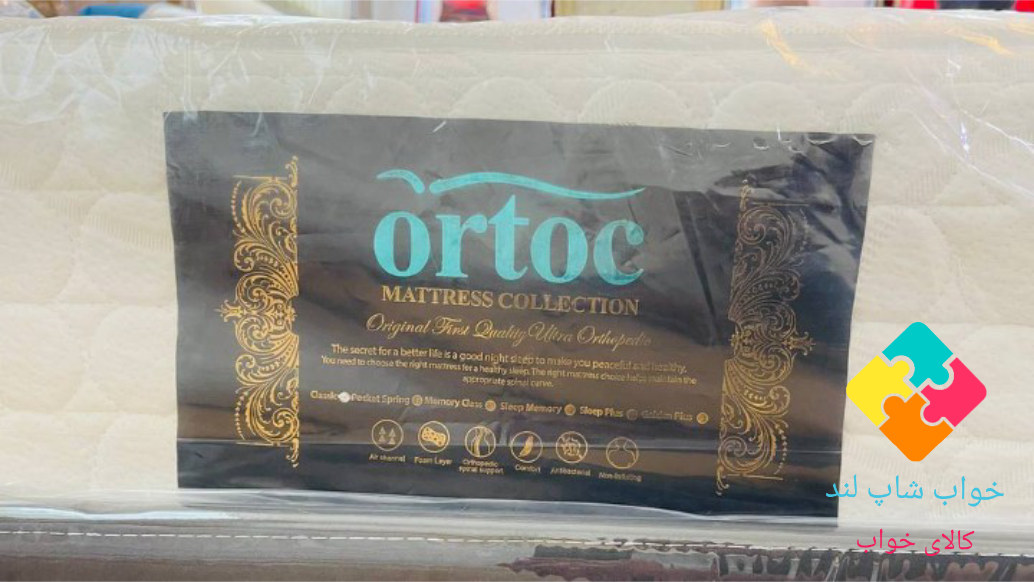 ortoc
MATTRESS COLLECTION
Original First Quality Ultra Orthopedic
The secret for a better life is a good night sleep to make you peaceful and healthy.
You need to choose the right mattress for a healthy sleep. The right mattress choice helps maintain the
appropriate spinal curve.
Classic Pocket Spring Memory Class Sleep Memory Sleep Plus Golden Plus
Air channel Foam Layer Orthopedic spinal support Comfort Antibacterial
خواب شاپ لند
کالای خواب